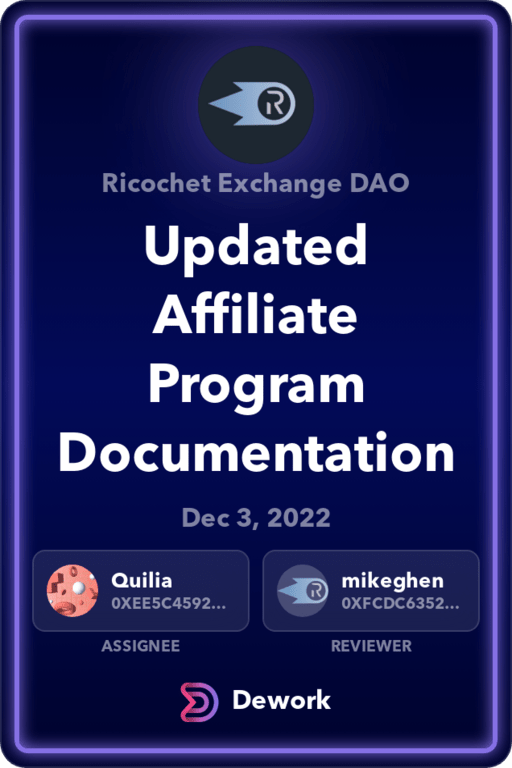 R
Ricochet Exchange DAO
Updated
Affiliate
Program
Documentation
Dec 3, 2022
Quilia
0XEE5C4592...
ASSIGNEE
R
mikeghen
0XFCDC6352...
REVIEWER
Dework